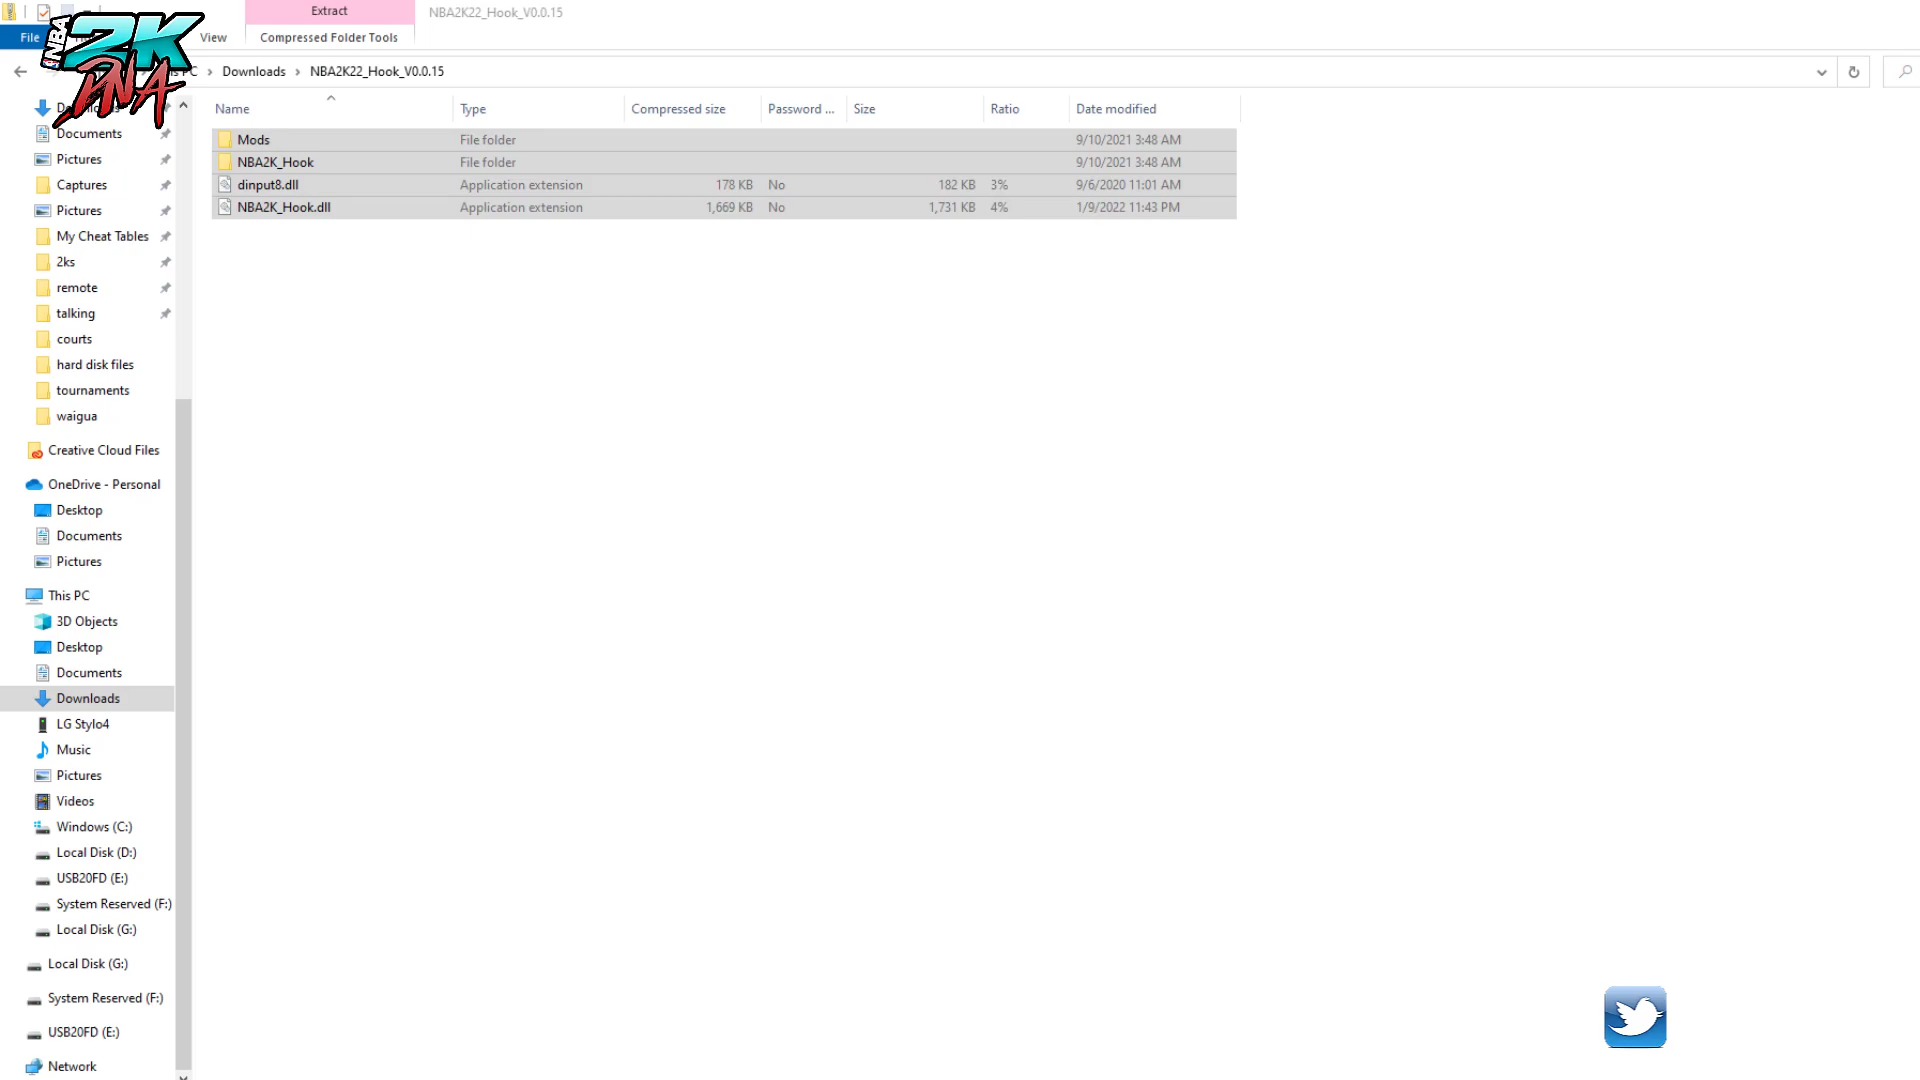 Extract
NBA2K22_Hook_V0.0.15
File
View
Compressed Folder Tools
NBA
2K
DNA
PC > Downloads > NBA2K22_Hook_V0.0.15
Name Type Compressed size Password ... Size Ratio Date modified
Mods File folder 9/10/2021 3:48 AM
NBA2K_Hook File folder 9/10/2021 3:48 AM
dinput8.dll Application extension 178 KB No 182 KB 3% 9/6/2020 11:01 AM
NBA2K_Hook.dll Application extension 1,669 KB No 1,731 KB 4% 1/9/2022 11:43 PM
Documents
Pictures
Captures
Pictures
My Cheat Tables
2ks
remote
talking
courts
hard disk files
tournaments
waigua
Creative Cloud Files
OneDrive - Personal
Desktop
Documents
Pictures
This PC
3D Objects
Desktop
Documents
Downloads
LG Stylo4
Music
Pictures
Videos
Windows (C:)
Local Disk (D:)
USB20FD (E:)
System Reserved (F:)
Local Disk (G:)
Local Disk (G:)
System Reserved (F:)
USB20FD (E:)
Network